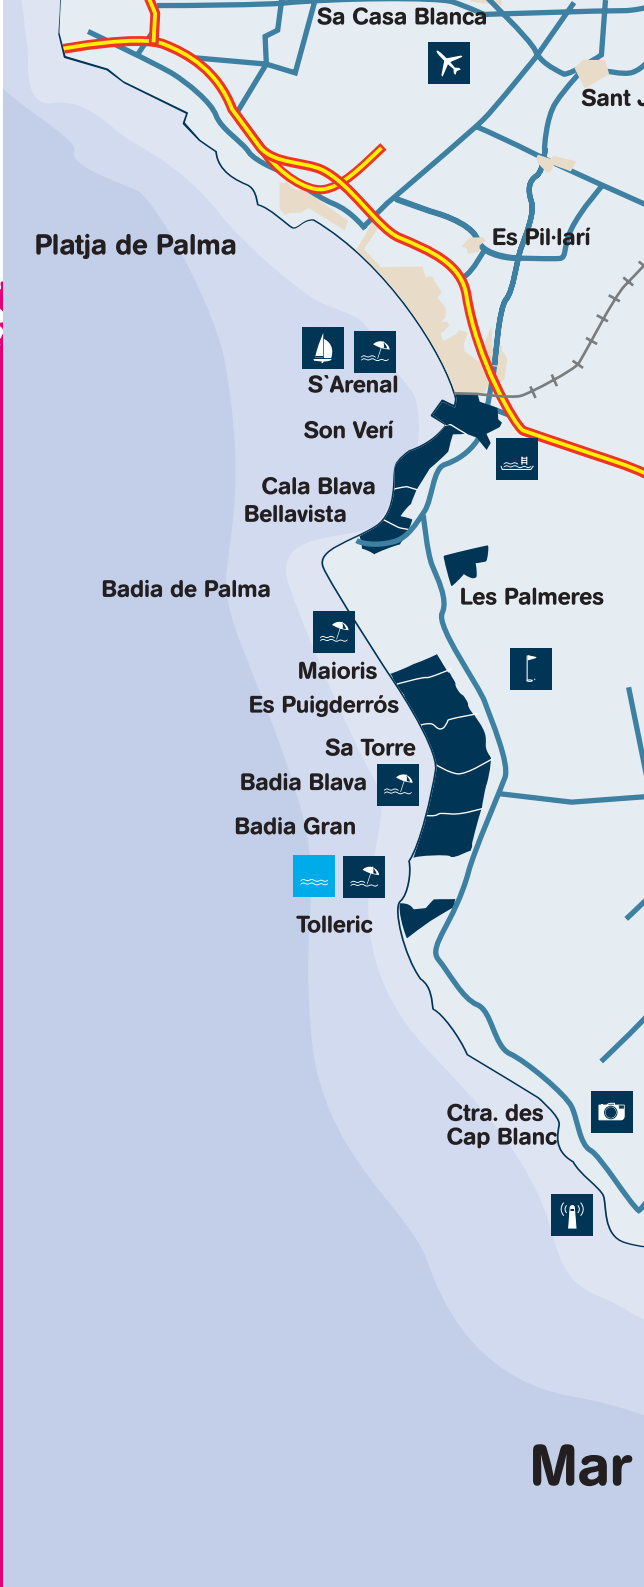 Sa Casa Blanca
Sant J
Platja de Palma
Es Pil·larí
S`Arenal
Son Verí
Cala Blava
Bellavista
Badia de Palma
Les Palmeres
Maioris
Es Puigderrós
Sa Torre
Badia Blava
Badia Gran
Tolleric
Ctra. des
Cap Blanc
Mar